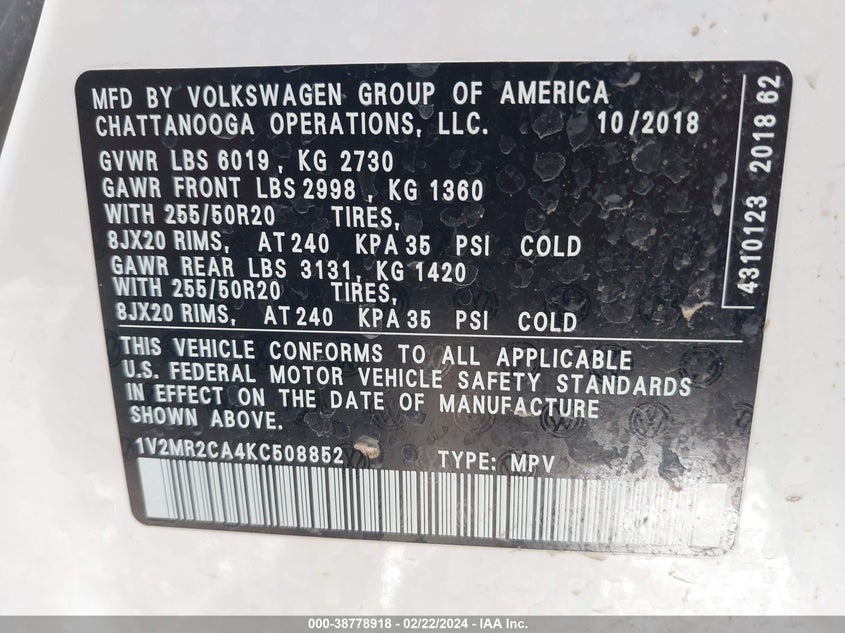 MFD BY VOLKSWAGEN GROUP OF AMERICA
CHATTANOOGA OPERATIONS, LLC. 10/2018
GVWR LBS 6019, KG 2730
GAWR FRONT LBS 2998, KG 1360
WITH 255/50R20 TIRES,
8JX20 RIMS, AT 240 KPA 35 PSI COLD
GAWR REAR LBS 3131, KG 1420
WITH 255/50R20 TIRES,
8JX20 RIMS, AT 240 KPA 35 PSI COLD
THIS VEHICLE CONFORMS TO ALL APPLICABLE
U.S. FEDERAL MOTOR VEHICLE SAFETY STANDARDS
IN EFFECT ON THE DATE OF MANUFACTURE
SHOWN ABOVE.
1V2MR2CA4KC508852 TYPE: MPV
4310123 2018 62
000-38778918 - 02/22/2024 - IAA Inc.